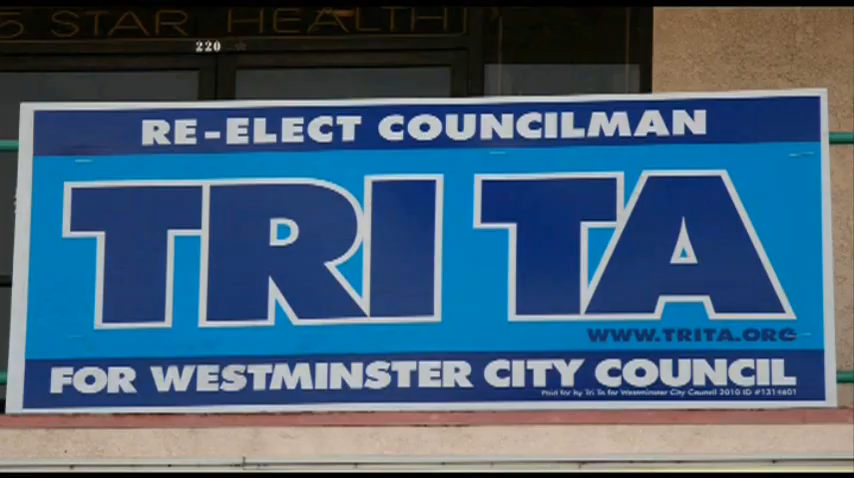 5 STAR HEALTH
220
RE-ELECT COUNCILMAN
TRI TA
WWW.TRITA.ORG
FOR WESTMINSTER CITY COUNCIL
Paid for by Tri Ta for Westminster City Council 2010 ID #1314601